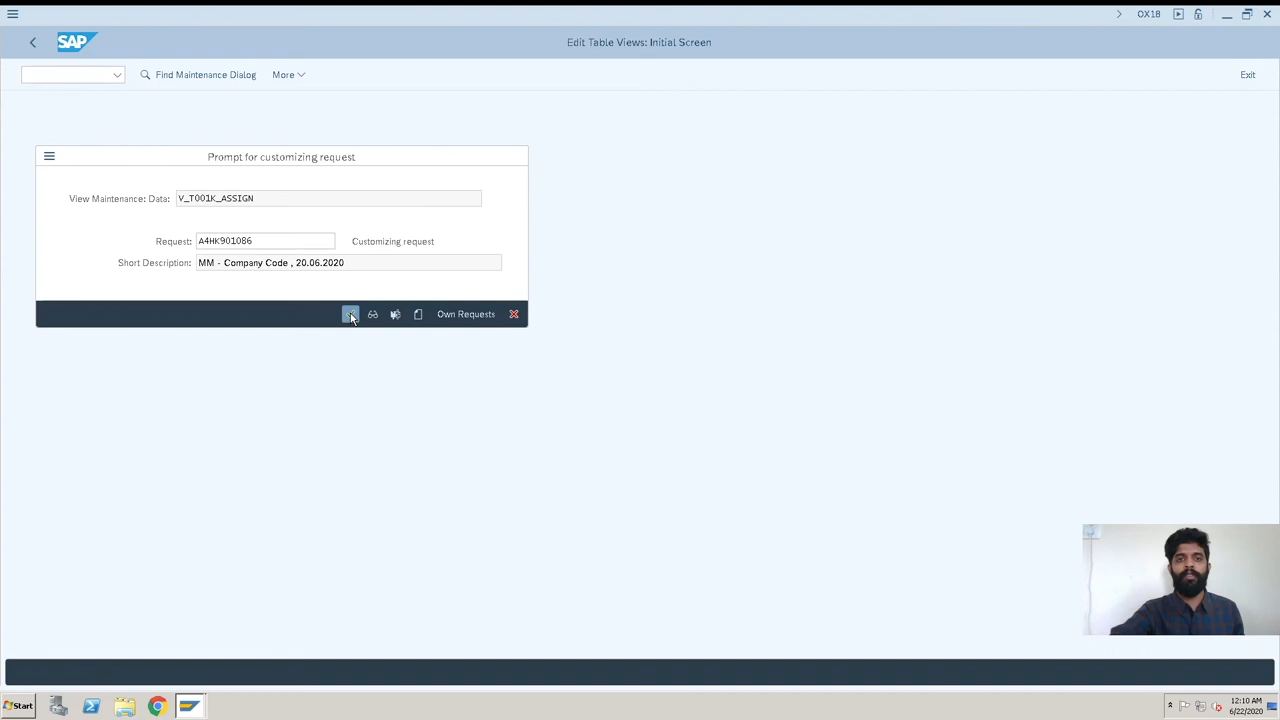 OX18
SAP
Edit Table Views: Initial Screen
Find Maintenance Dialog
More
Exit
Prompt for customizing request
View Maintenance: Data: V_T001K_ASSIGN
Request: A4HK901086 Customizing request
Short Description: MM - Company Code , 20.06.2020
Own Requests
Start
12:10 AM
6/22/2020